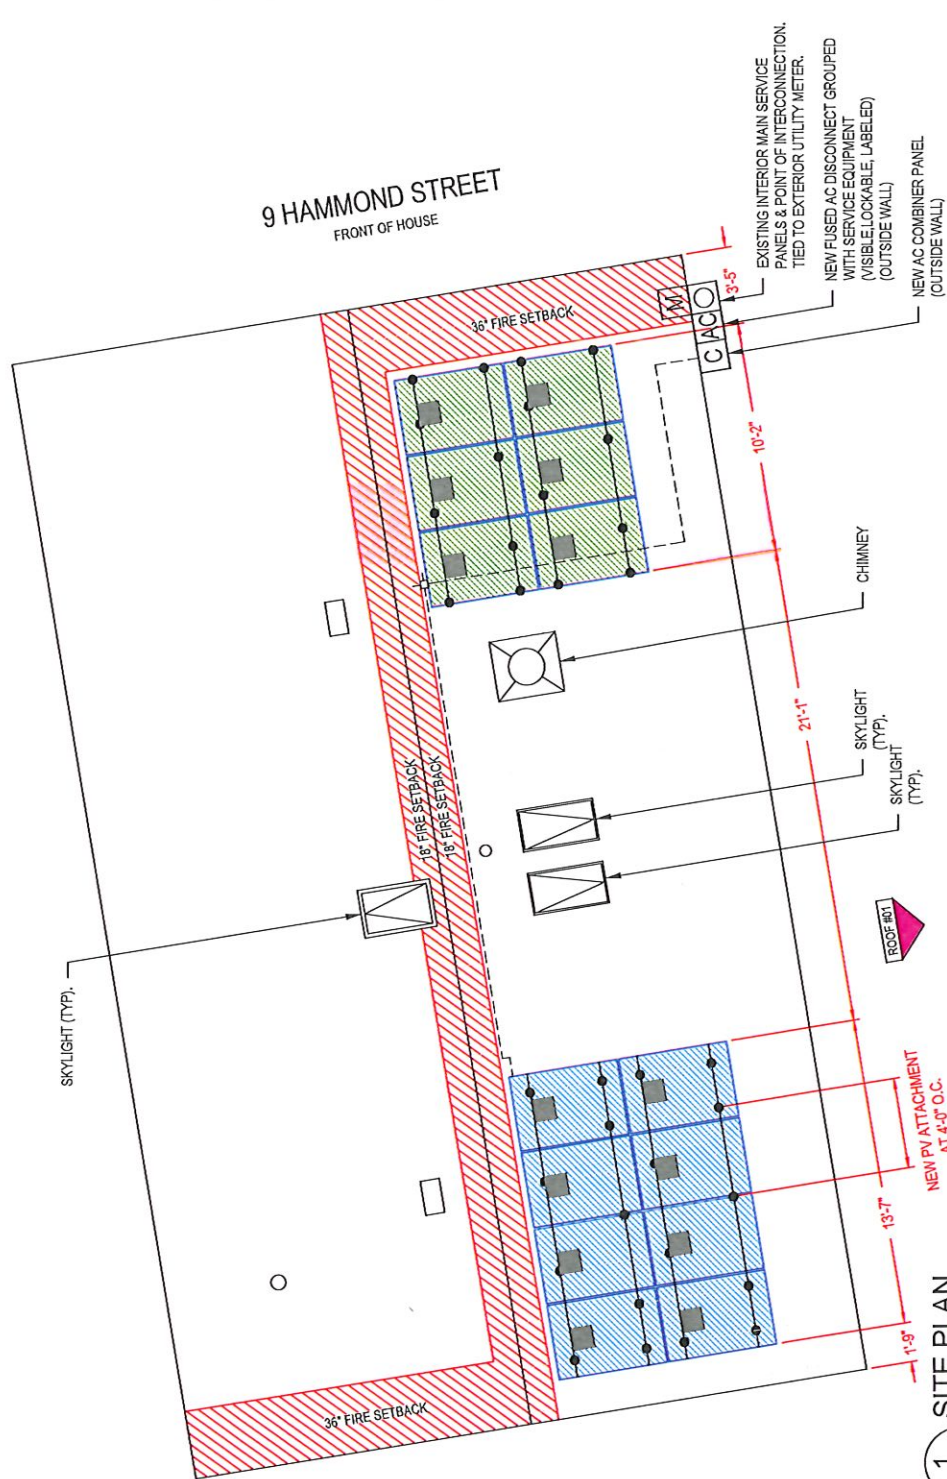 9 HAMMOND STREET
FRONT OF HOUSE
36" FIRE SETBACK
M
C
AC
3'-5"
EXISTING INTERIOR MAIN SERVICE
PANELS & POINT OF INTERCONNECTION.
TIED TO EXTERIOR UTILITY METER.
NEW FUSED AC DISCONNECT GROUPED
WITH SERVICE EQUIPMENT
(VISIBLE,LOCKABLE, LABELED)
(OUTSIDE WALL)
NEW AC COMBINER PANEL
(OUTSIDE WALL)
10'-2"
CHIMNEY
21'-1"
18" FIRE SETBACK
18" FIRE SETBACK
SKYLIGHT
(TYP).
SKYLIGHT
(TYP).
SKYLIGHT (TYP).
ROOF #01
NEW PV ATTACHMENT
AT 4'-0" O.C.
13'-7"
1'-9"
36" FIRE SETBACK
1
SITE PLAN